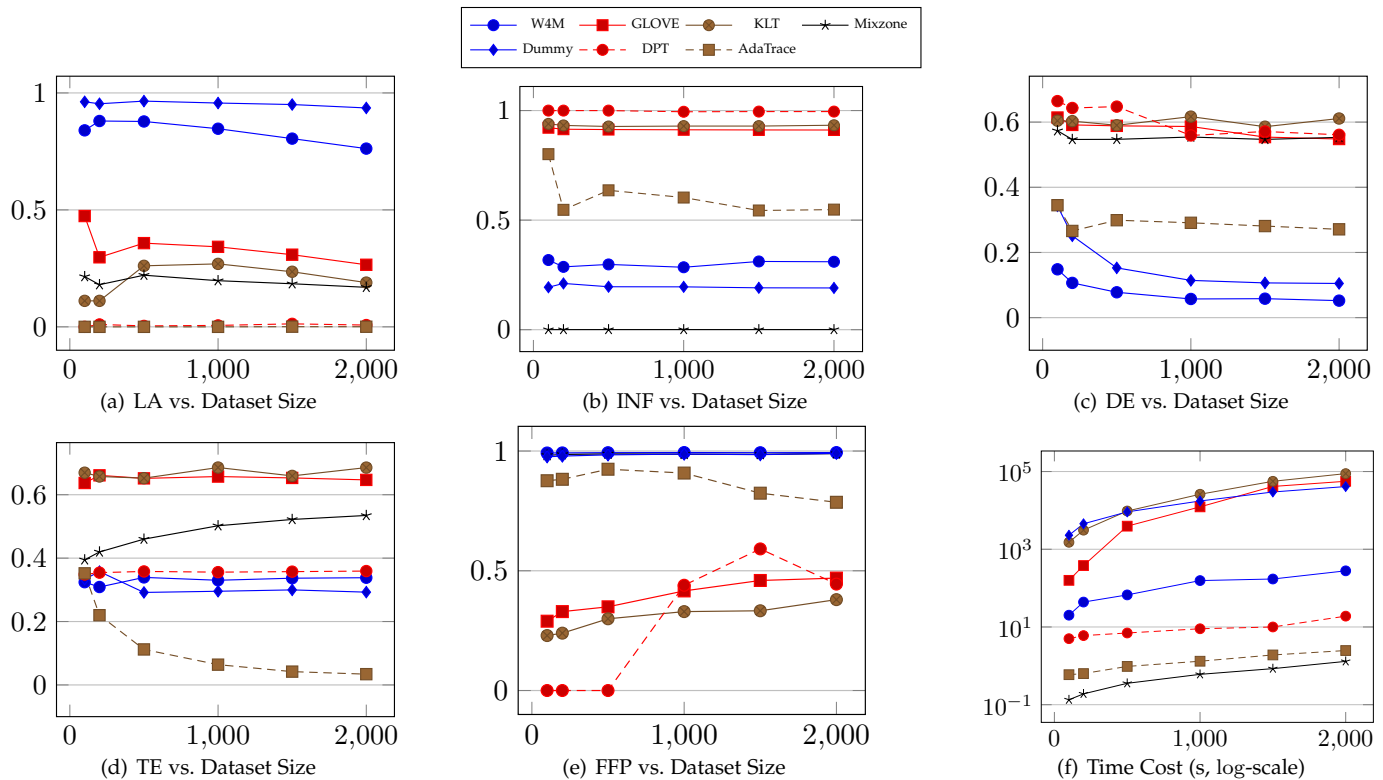 W4M GLOVE KLT Mixzone
Dummy DPT AdaTrace
1
0.5
0
0 1,000 2,000
(a) LA vs. Dataset Size
1
0.5
0
0 1,000 2,000
(b) INF vs. Dataset Size
0.6
0.4
0.2
0
0 1,000 2,000
(c) DE vs. Dataset Size
0.6
0.4
0.2
0
0 1,000 2,000
(d) TE vs. Dataset Size
1
0.5
0
0 1,000 2,000
(e) FFP vs. Dataset Size
10^5
10^3
10^1
10^−1
0 1,000 2,000
(f) Time Cost (s, log-scale)